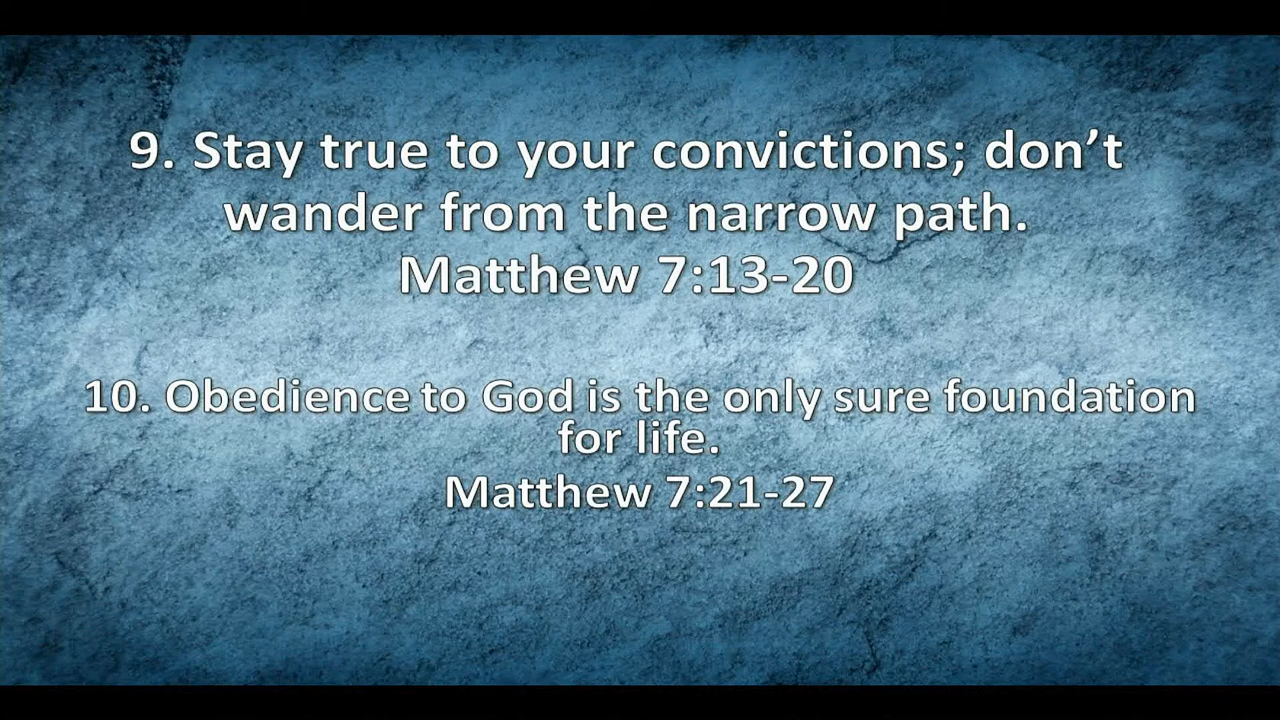 9. Stay true to your convictions; don’t
wander from the narrow path.
Matthew 7:13-20
10. Obedience to God is the only sure foundation
for life.
Matthew 7:21-27